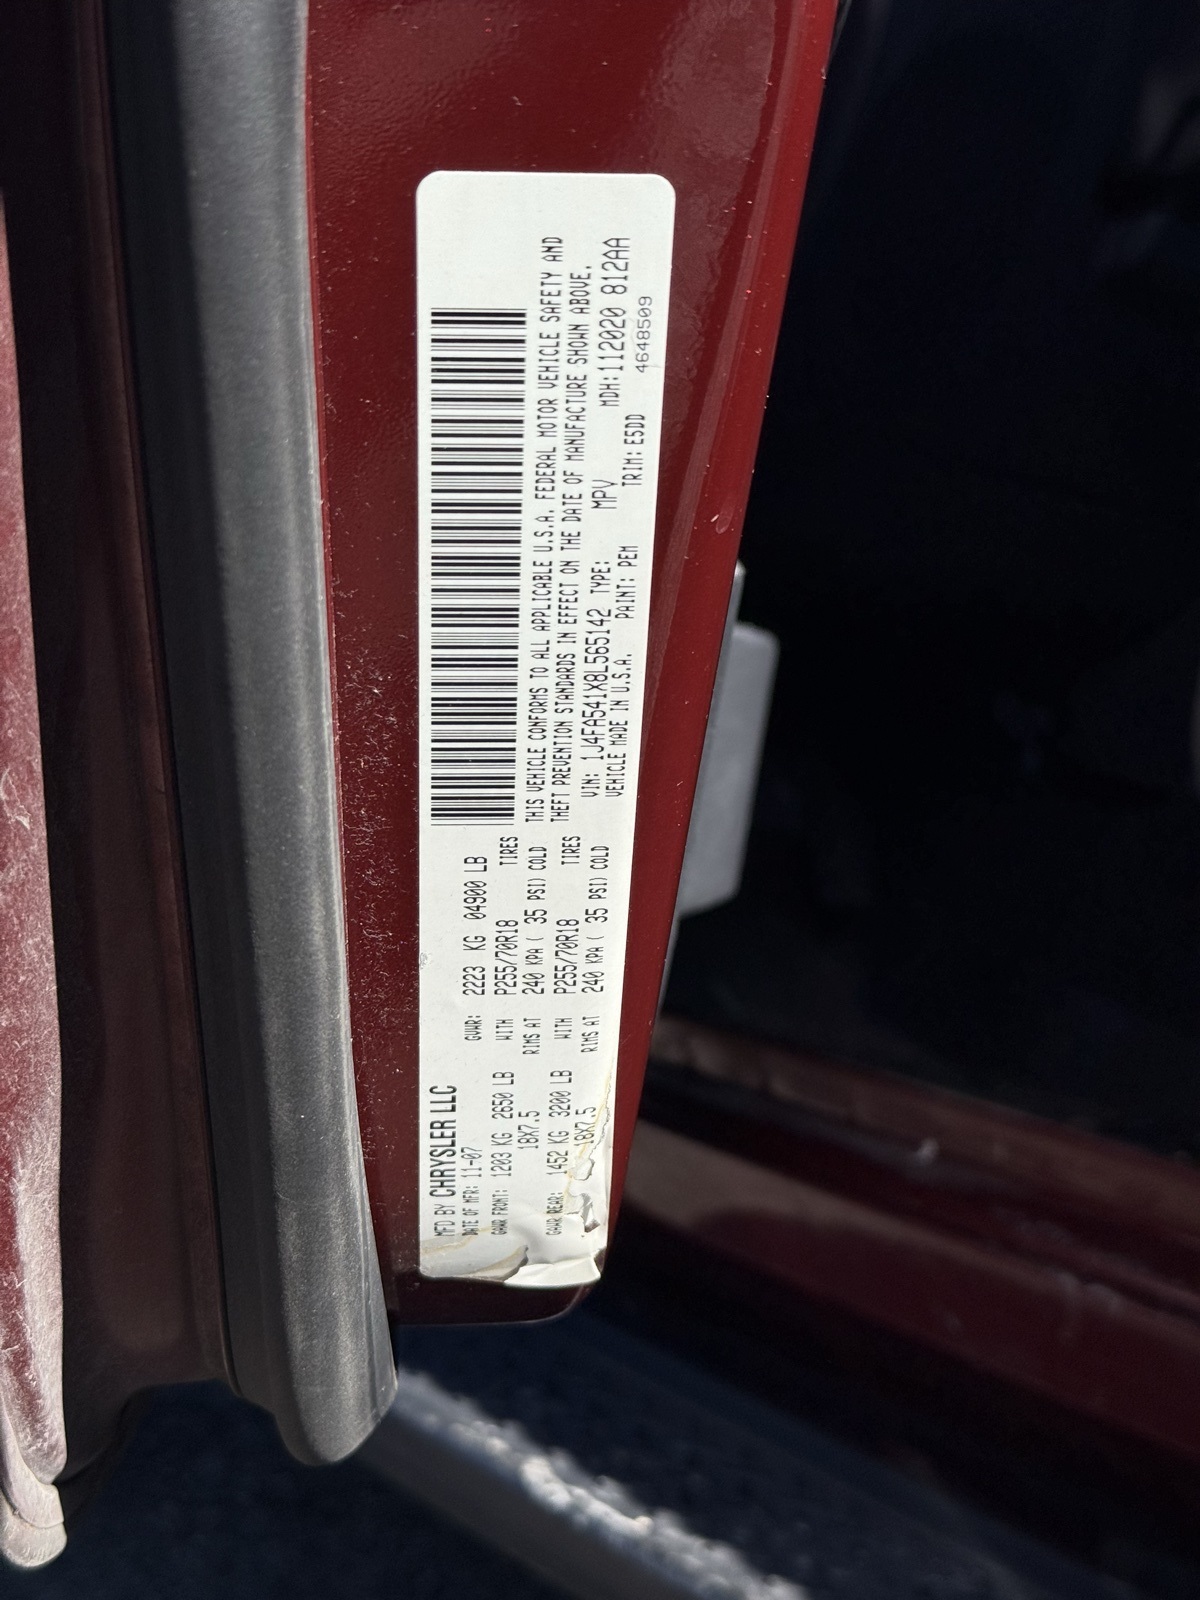 MFD BY CHRYSLER LLC
DATE OF MFR: 11-07 GVWR: 2223 KG 04900 LB
GAWR FRONT: 1203 KG 2650 LB WITH P255/70R18 TIRES
18X7.5 RIMS AT 240 KPA ( 35 PSI) COLD
GAWR REAR: 1452 KG 3200 LB WITH P255/70R18 TIRES
18X7.5 RIMS AT 240 KPA ( 35 PSI) COLD
THIS VEHICLE CONFORMS TO ALL APPLICABLE U.S.A. FEDERAL MOTOR VEHICLE SAFETY AND
THEFT PREVENTION STANDARDS IN EFFECT ON THE DATE OF MANUFACTURE SHOWN ABOVE.
VIN: 1J4FA541X8L565142 TYPE: MPV MDH:112020 812AA
VEHICLE MADE IN U.S.A. PAINT: PEM TRIM: E5DD 4648509